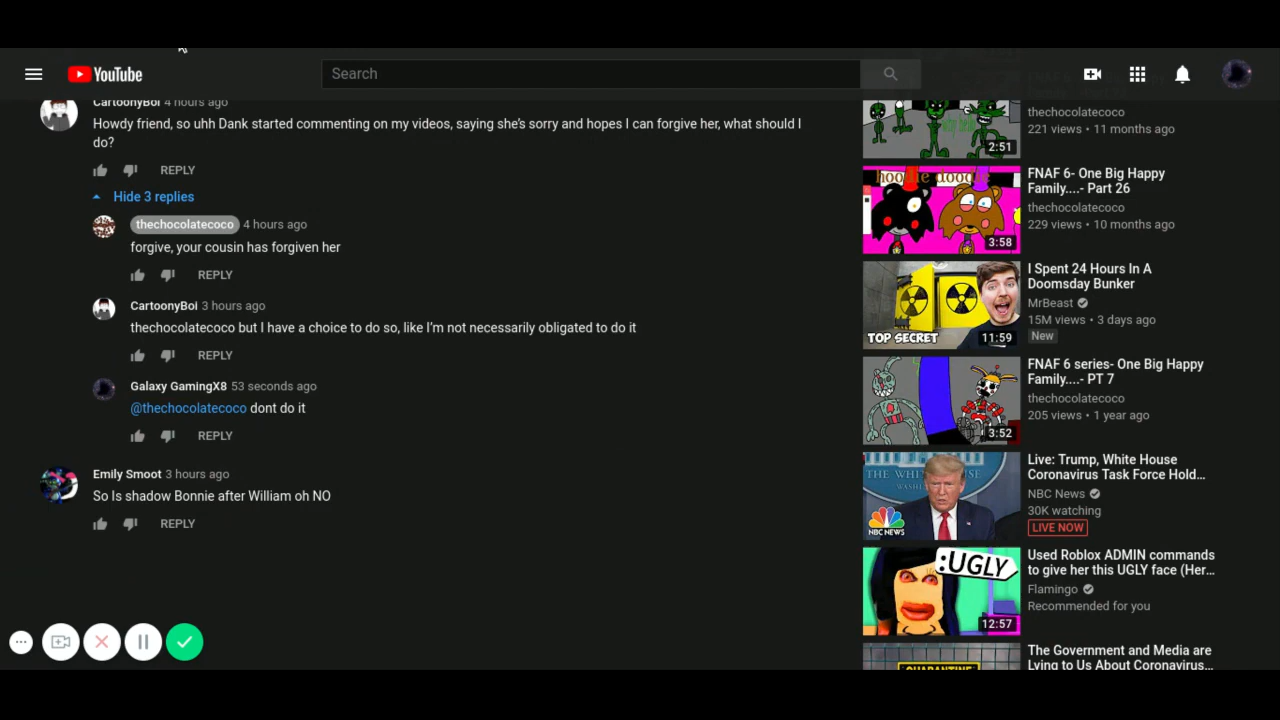 YouTube
Search
CartoonyBoi 4 hours ago
Howdy friend, so uhh Dank started commenting on my videos, saying she's sorry and hopes I can forgive her, what should I
do?
REPLY
Hide 3 replies
thechocolatecoco 4 hours ago
forgive, your cousin has forgiven her
REPLY
CartoonyBoi 3 hours ago
thechocolatecoco but I have a choice to do so, like I'm not necessarily obligated to do it
REPLY
Galaxy GamingX8 53 seconds ago
@thechocolatecoco dont do it
REPLY
Emily Smoot 3 hours ago
So Is shadow Bonnie after William oh NO
REPLY
thechocolatecoco
221 views • 11 months ago
2:51
FNAF 6- One Big Happy
Family....- Part 26
thechocolatecoco
229 views • 10 months ago
3:58
I Spent 24 Hours In A
Doomsday Bunker
MrBeast
15M views • 3 days ago
New
TOP SECRET
11:59
FNAF 6 series- One Big Happy
Family....- PT 7
thechocolatecoco
205 views • 1 year ago
3:52
Live: Trump, White House
Coronavirus Task Force Hold...
NBC News
30K watching
LIVE NOW
THE WHITE HOUSE
NBC NEWS
Used Roblox ADMIN commands
to give her this UGLY face (Her...
Flamingo
Recommended for you
:UGLY
12:57
The Government and Media are
Lying to Us About Coronavirus...
QUARANTINE